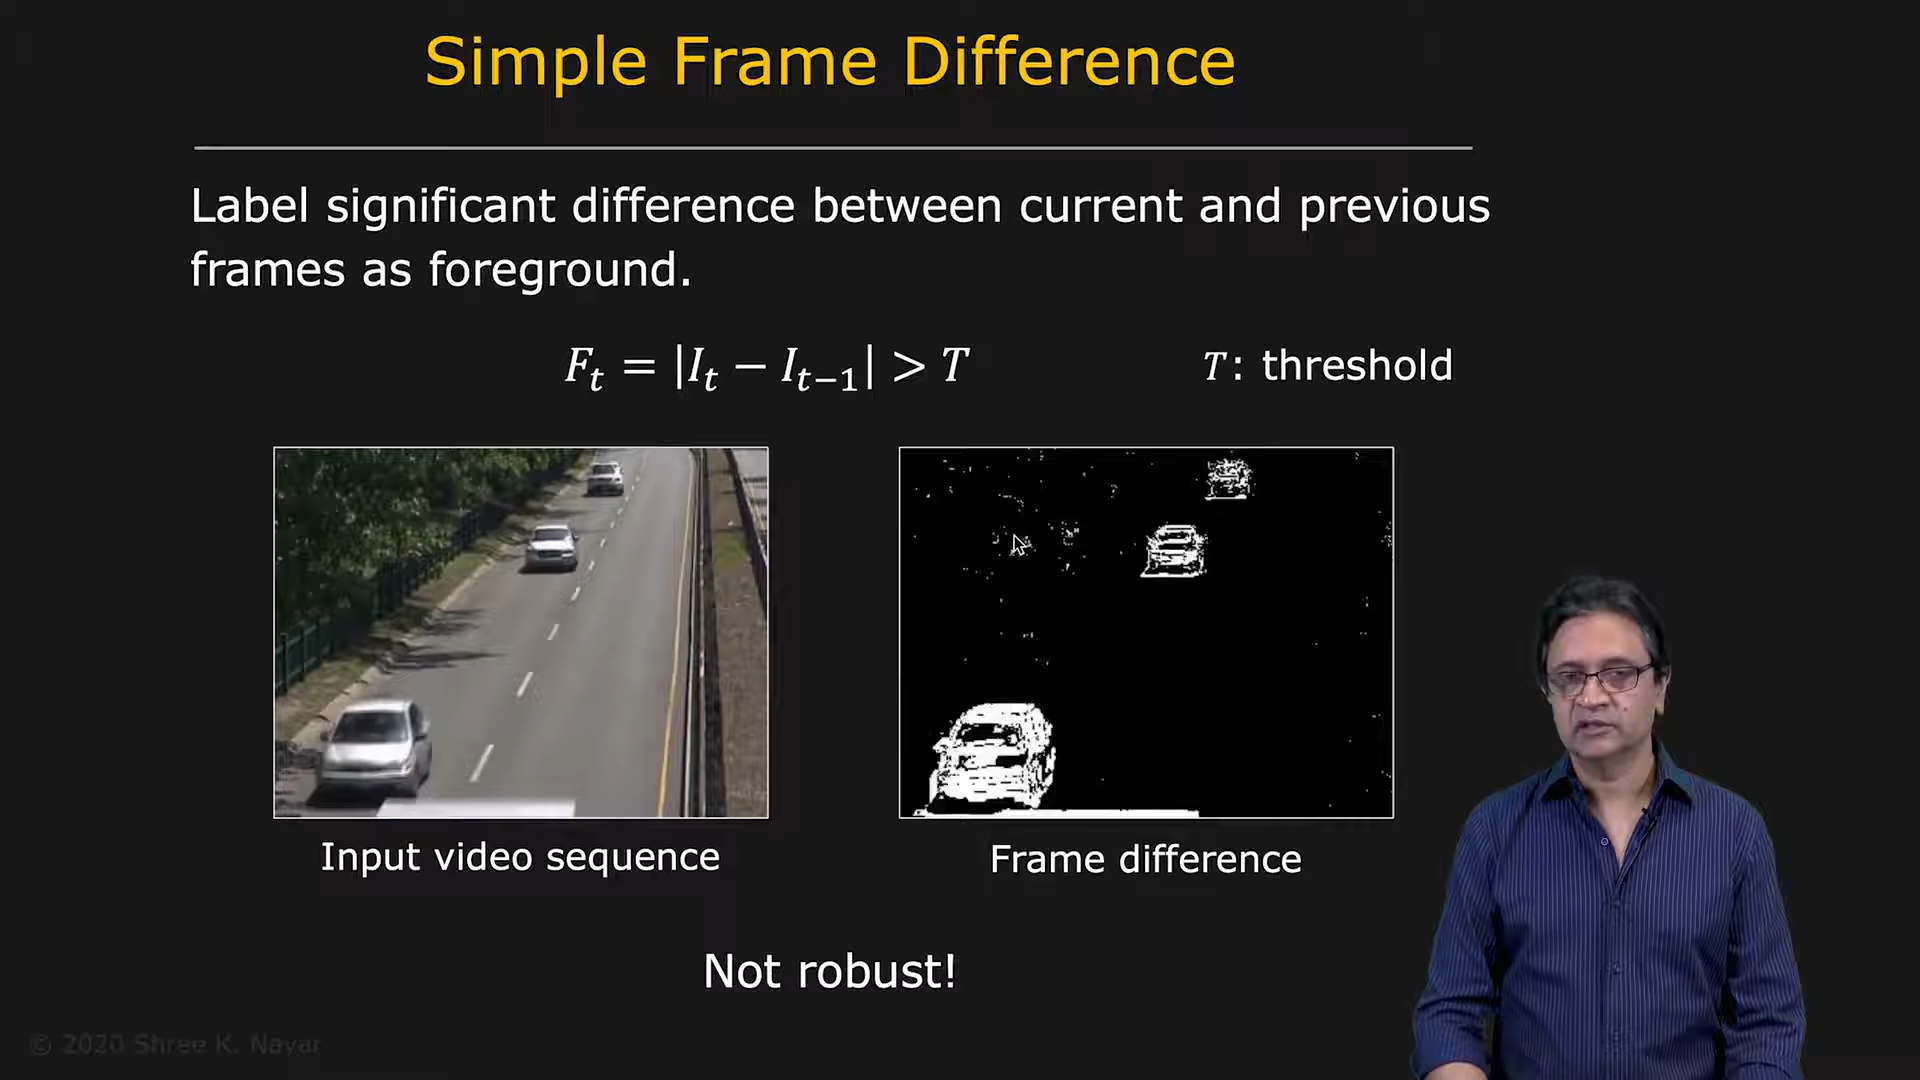 Simple Frame Difference
Label significant difference between current and previous
frames as foreground.
F_t = |I_t − I_{t−1}| > T
T: threshold
Input video sequence
Frame difference
Not robust!
© 2020 Shree K. Nayar